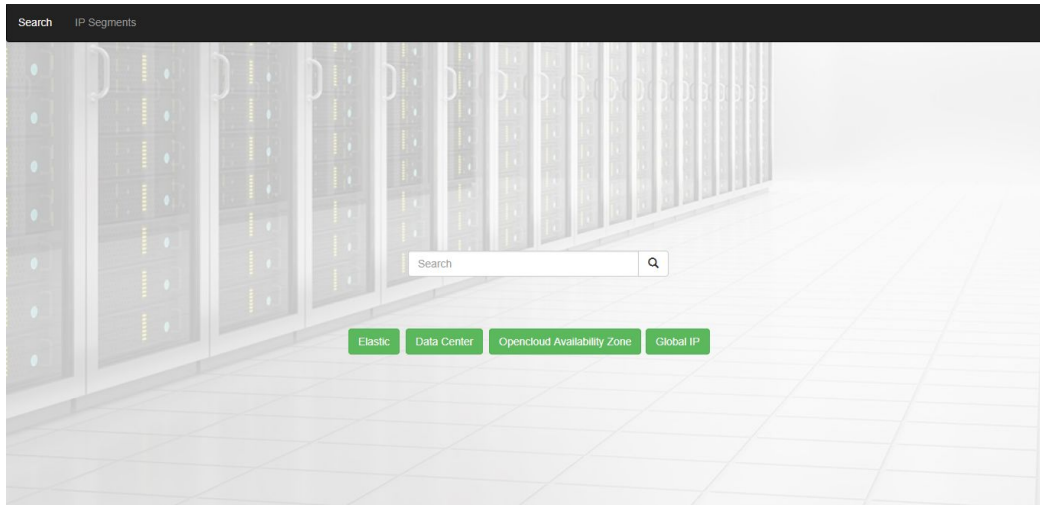 Search IP Segments
Search
Elastic Data Center Opencloud Availability Zone Global IP